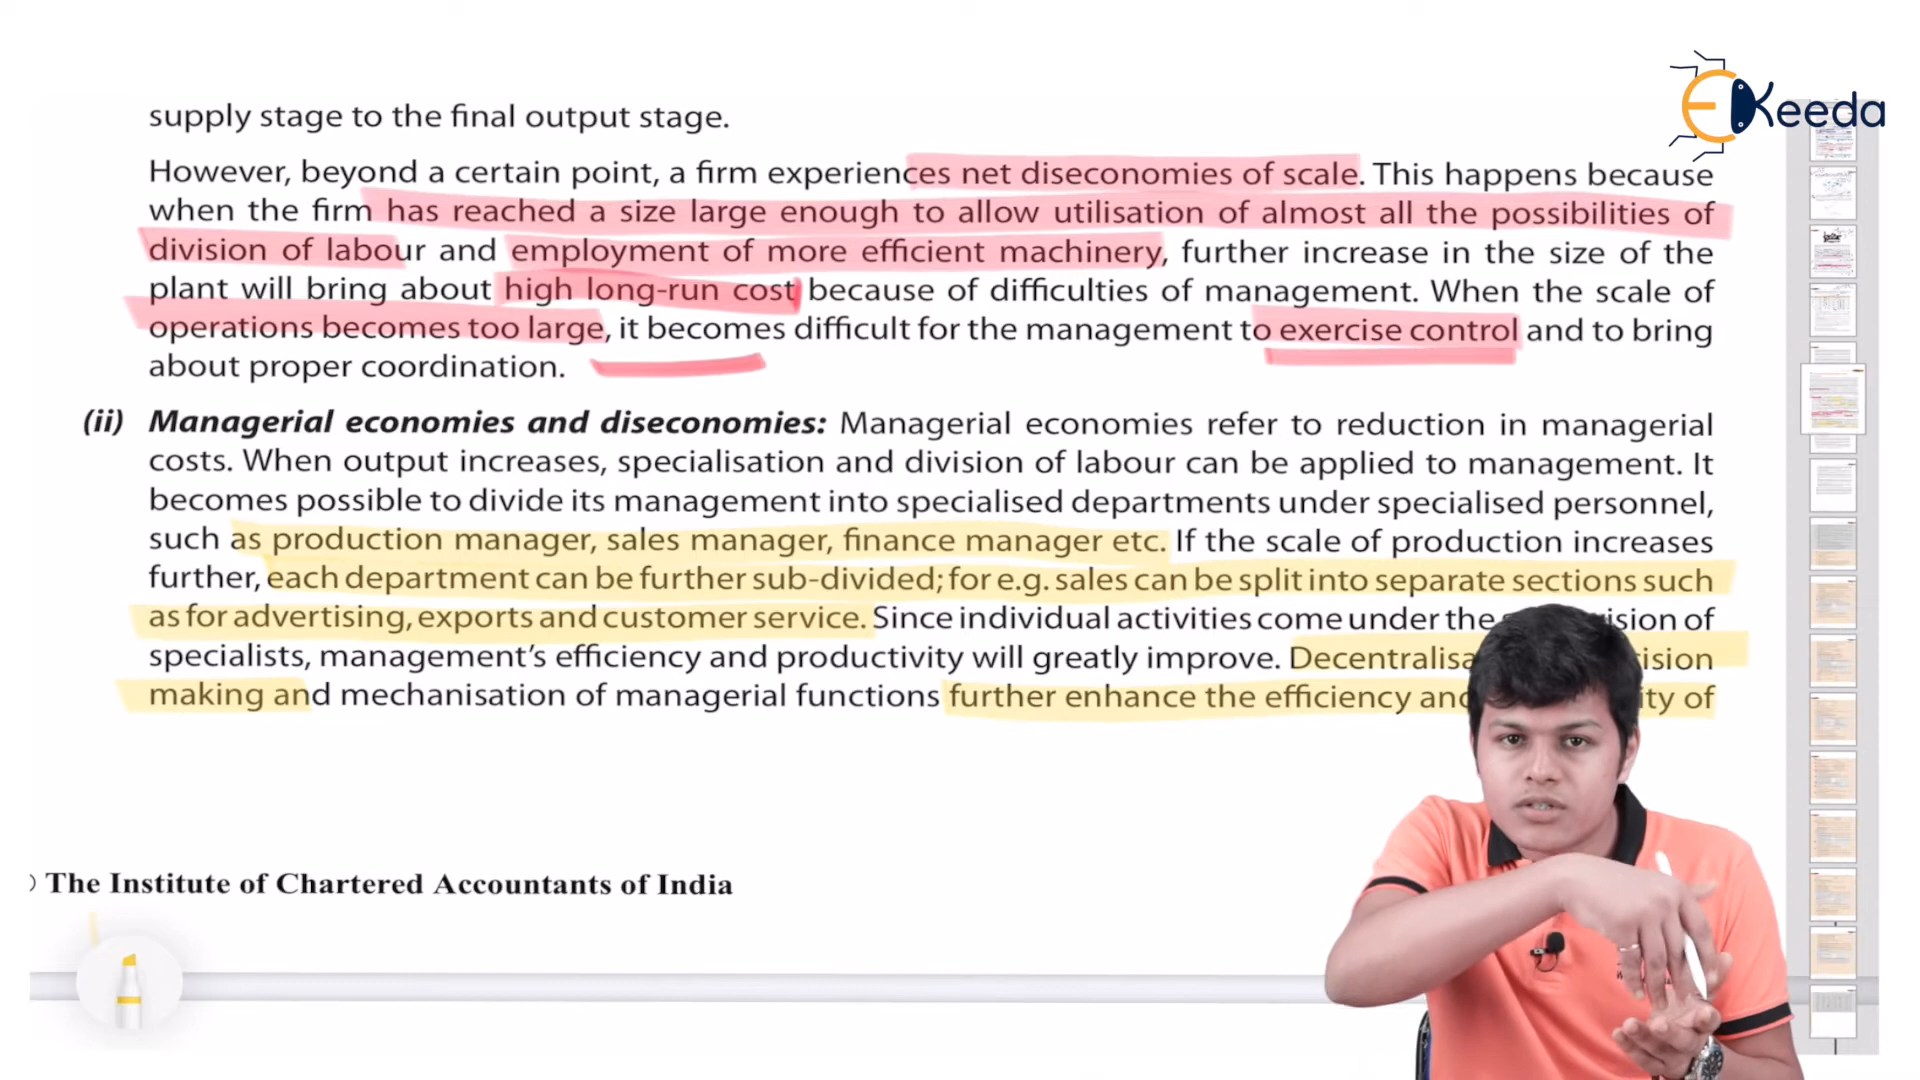 Keeda
supply stage to the final output stage.
However, beyond a certain point, a firm experiences net diseconomies of scale. This happens because
when the firm has reached a size large enough to allow utilisation of almost all the possibilities of
division of labour and employment of more efficient machinery, further increase in the size of the
plant will bring about high long-run cost because of difficulties of management. When the scale of
operations becomes too large, it becomes difficult for the management to exercise control and to bring
about proper coordination.
(ii) Managerial economies and diseconomies: Managerial economies refer to reduction in managerial
costs. When output increases, specialisation and division of labour can be applied to management. It
becomes possible to divide its management into specialised departments under specialised personnel,
such as production manager, sales manager, finance manager etc. If the scale of production increases
further, each department can be further sub-divided; for e.g. sales can be split into separate sections such
as for advertising, exports and customer service. Since individual activities come under the of
specialists, management's efficiency and productivity will greatly improve.
making and mechanisation of managerial functions further enhance the efficiency of
The Institute of Chartered Accountants of India